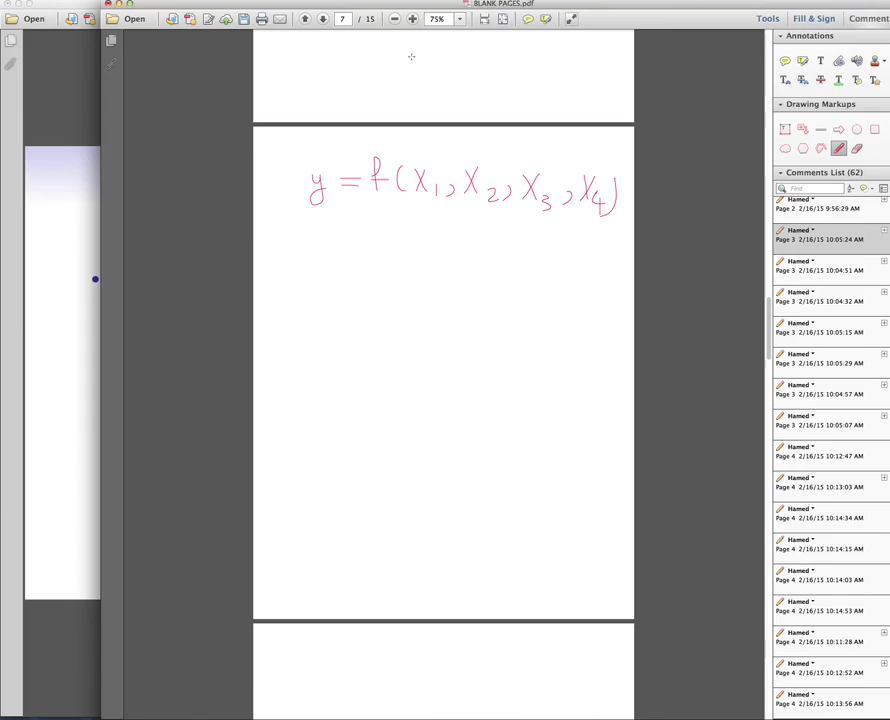 BLANK PAGES.pdf
Open
Open
7 / 15
75%
Tools
Fill & Sign
Comment
y = f(x1, x2, x3, x4)
Annotations
Drawing Markups
Comments List (62)
Find
Page 2 2/16/15 9:56:29 AM
Hamed
Page 3 2/16/15 10:05:24 AM
Hamed
Page 3 2/16/15 10:04:51 AM
Hamed
Page 3 2/16/15 10:04:32 AM
Hamed
Page 3 2/16/15 10:05:15 AM
Hamed
Page 3 2/16/15 10:05:29 AM
Hamed
Page 3 2/16/15 10:04:57 AM
Hamed
Page 3 2/16/15 10:05:07 AM
Hamed
Page 4 2/16/15 10:12:47 AM
Hamed
Page 4 2/16/15 10:13:03 AM
Hamed
Page 4 2/16/15 10:14:34 AM
Hamed
Page 4 2/16/15 10:14:15 AM
Hamed
Page 4 2/16/15 10:14:03 AM
Hamed
Page 4 2/16/15 10:14:53 AM
Hamed
Page 4 2/16/15 10:11:28 AM
Hamed
Page 4 2/16/15 10:12:52 AM
Hamed
Page 4 2/16/15 10:13:56 AM